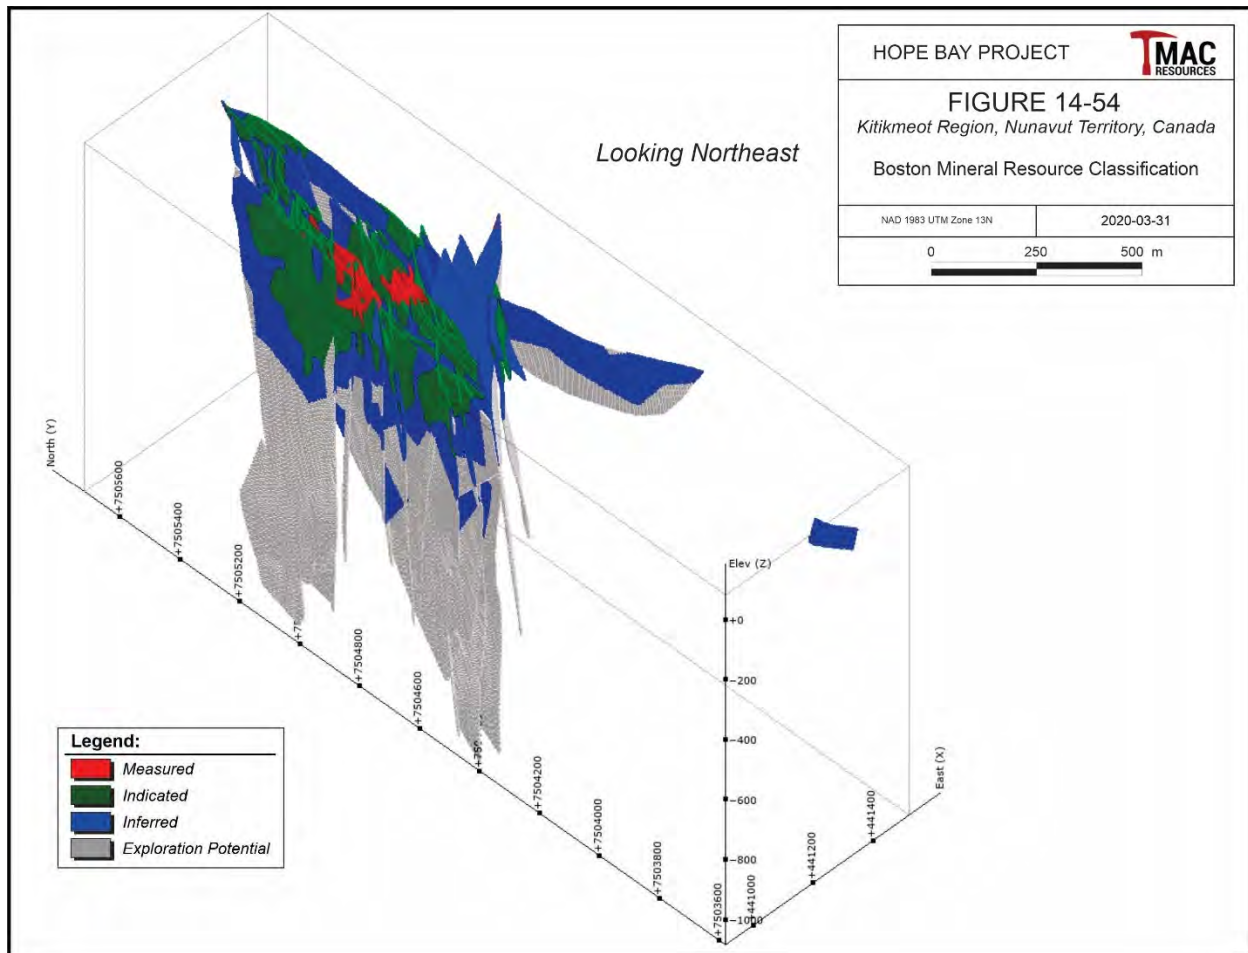 HOPE BAY PROJECT
TMAC
RESOURCES
FIGURE 14-54
Kitikmeot Region, Nunavut Territory, Canada
Boston Mineral Resource Classification
NAD 1983 UTM Zone 13N
2020-03-31
0 250 500 m
Looking Northeast
North (Y)
+7505600
+7505400
+7505200
+7504800
+7504600
+7504200
+7504000
+7503800
+7503600
Elev (Z)
+0
−200
−400
−600
−800
−1000
East (X)
+441000
+441200
+441400
Legend:
Measured
Indicated
Inferred
Exploration Potential